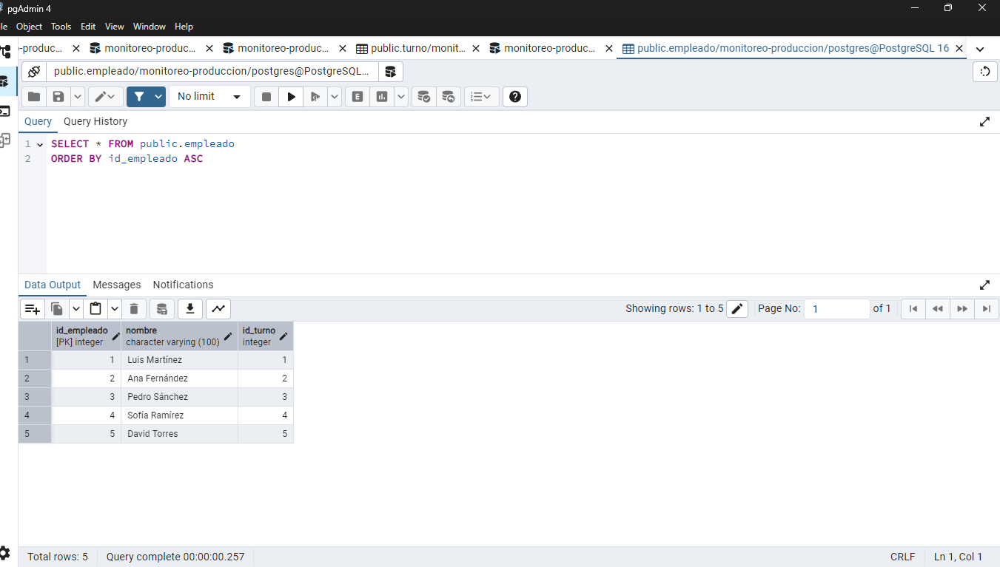 pgAdmin 4
le Object Tools Edit View Window Help
-produc... monitoreo-produc... monitoreo-produc... public.turno/monit... monitoreo-produc... public.empleado/monitoreo-produccion/postgres@PostgreSQL 16
public.empleado/monitoreo-produccion/postgres@PostgreSQL...
No limit E
Query Query History
1 SELECT * FROM public.empleado
2 ORDER BY id_empleado ASC
Data Output Messages Notifications
Showing rows: 1 to 5 Page No: 1 of 1
id_empleado nombre id_turno
[PK] integer character varying (100) integer
1 1 Luis Martínez 1
2 2 Ana Fernández 2
3 3 Pedro Sánchez 3
4 4 Sofía Ramírez 4
5 5 David Torres 5
Total rows: 5 Query complete 00:00:00.257 CRLF Ln 1, Col 1